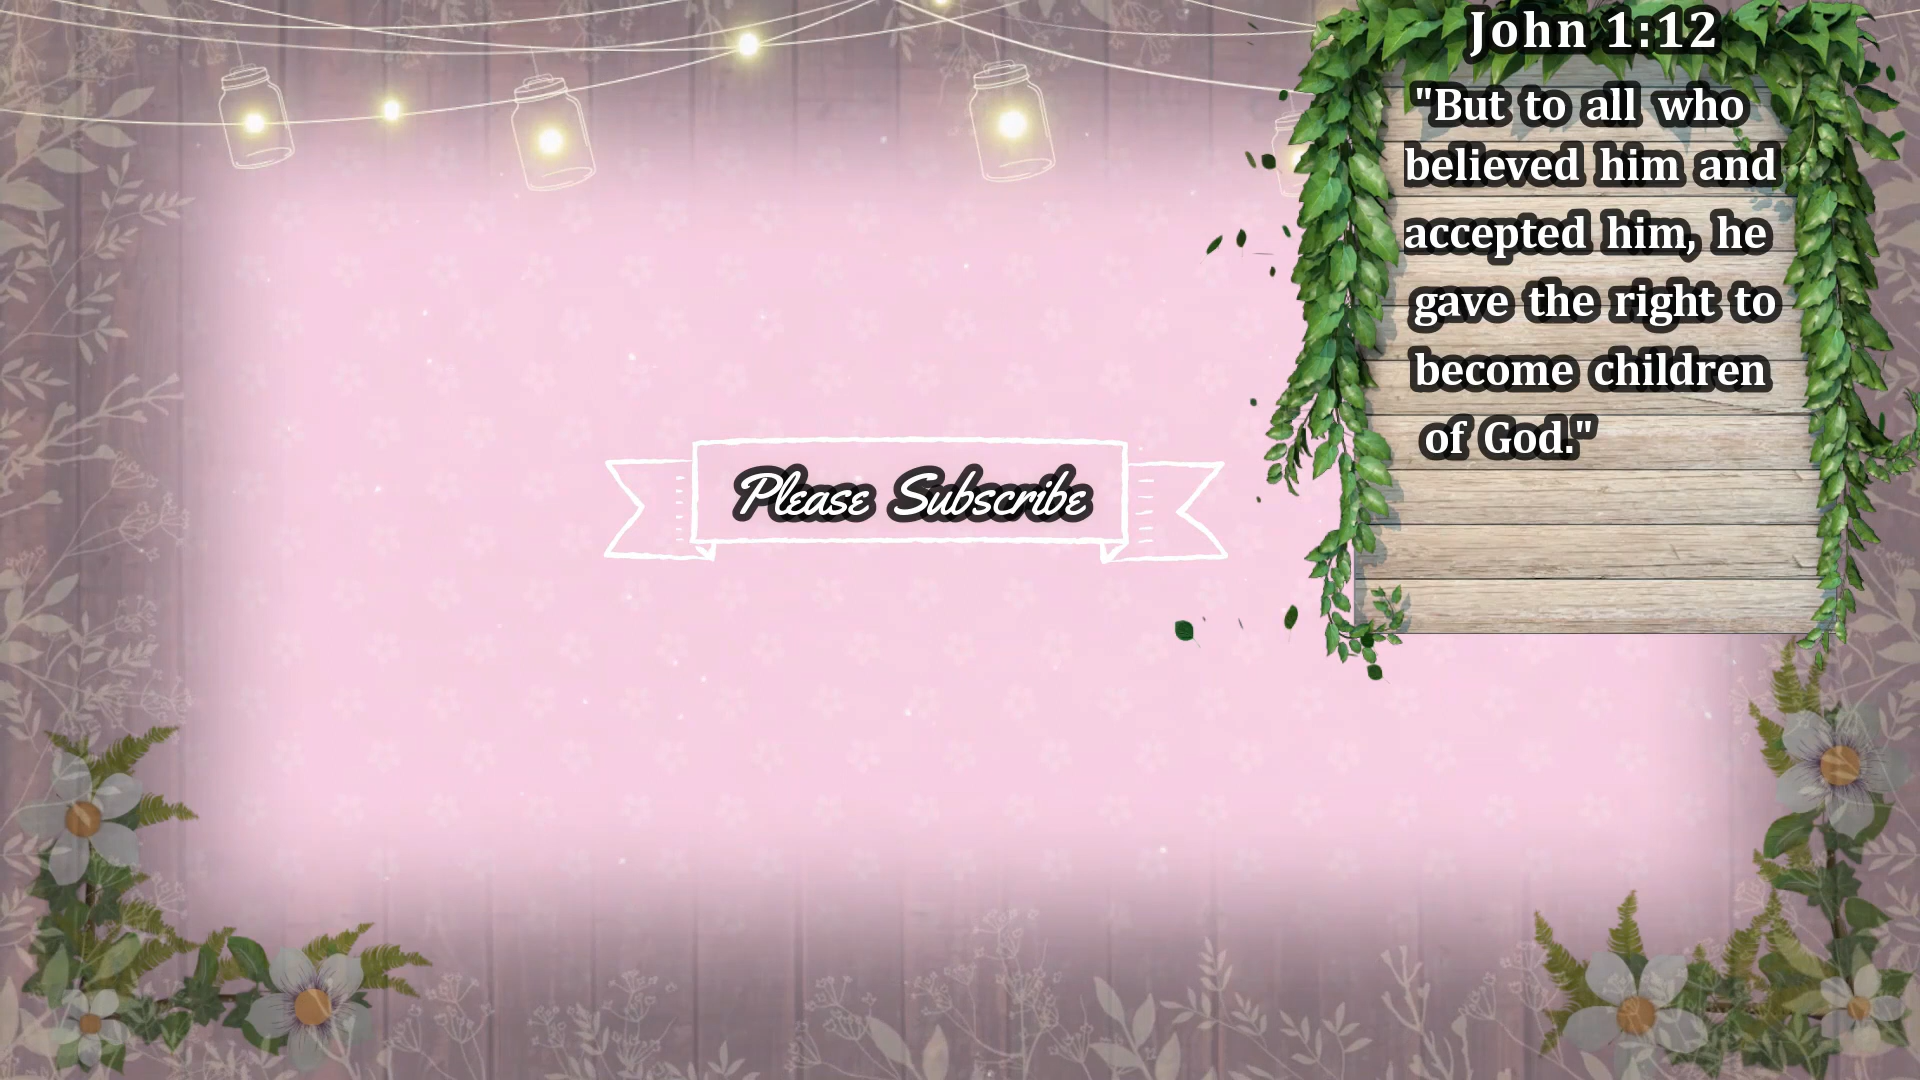 John 1:12
"But to all who
believed him and
accepted him, he
gave the right to
become children
of God."
Please Subscribe